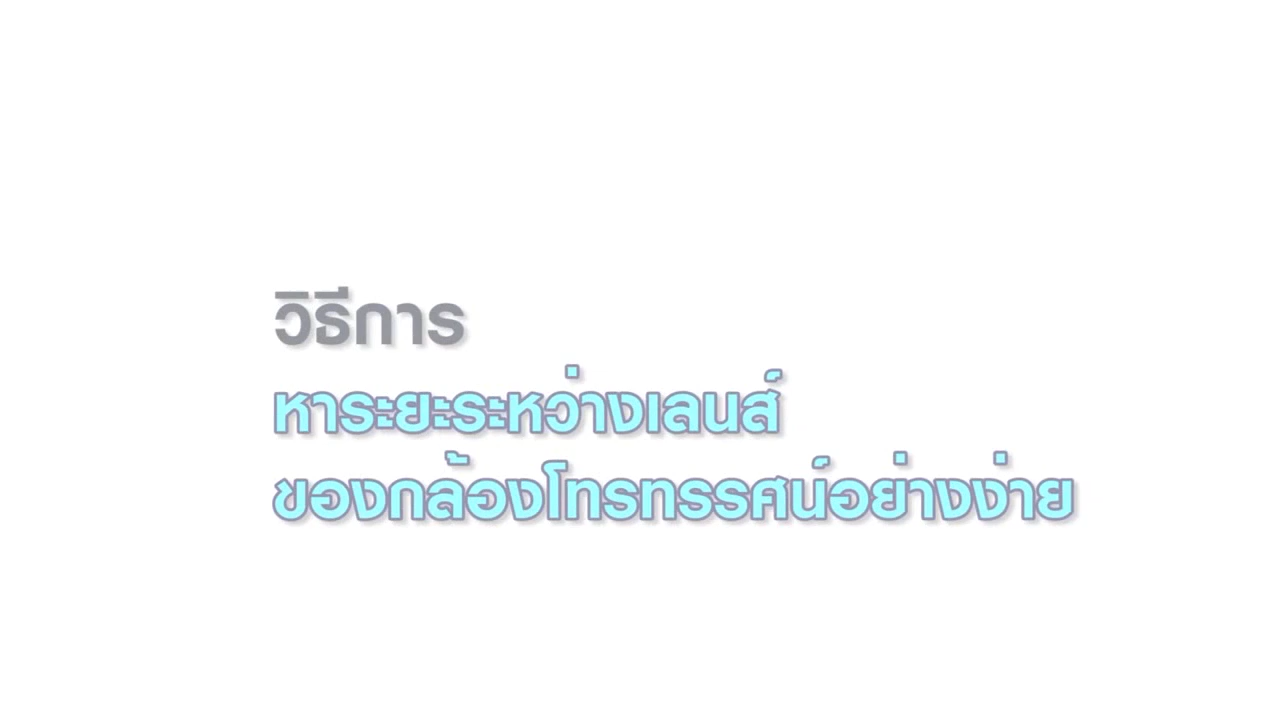 วิธีการ
หาระยะระหว่างเลนส์
ของกล้องโทรทรรศน์อย่างง่าย